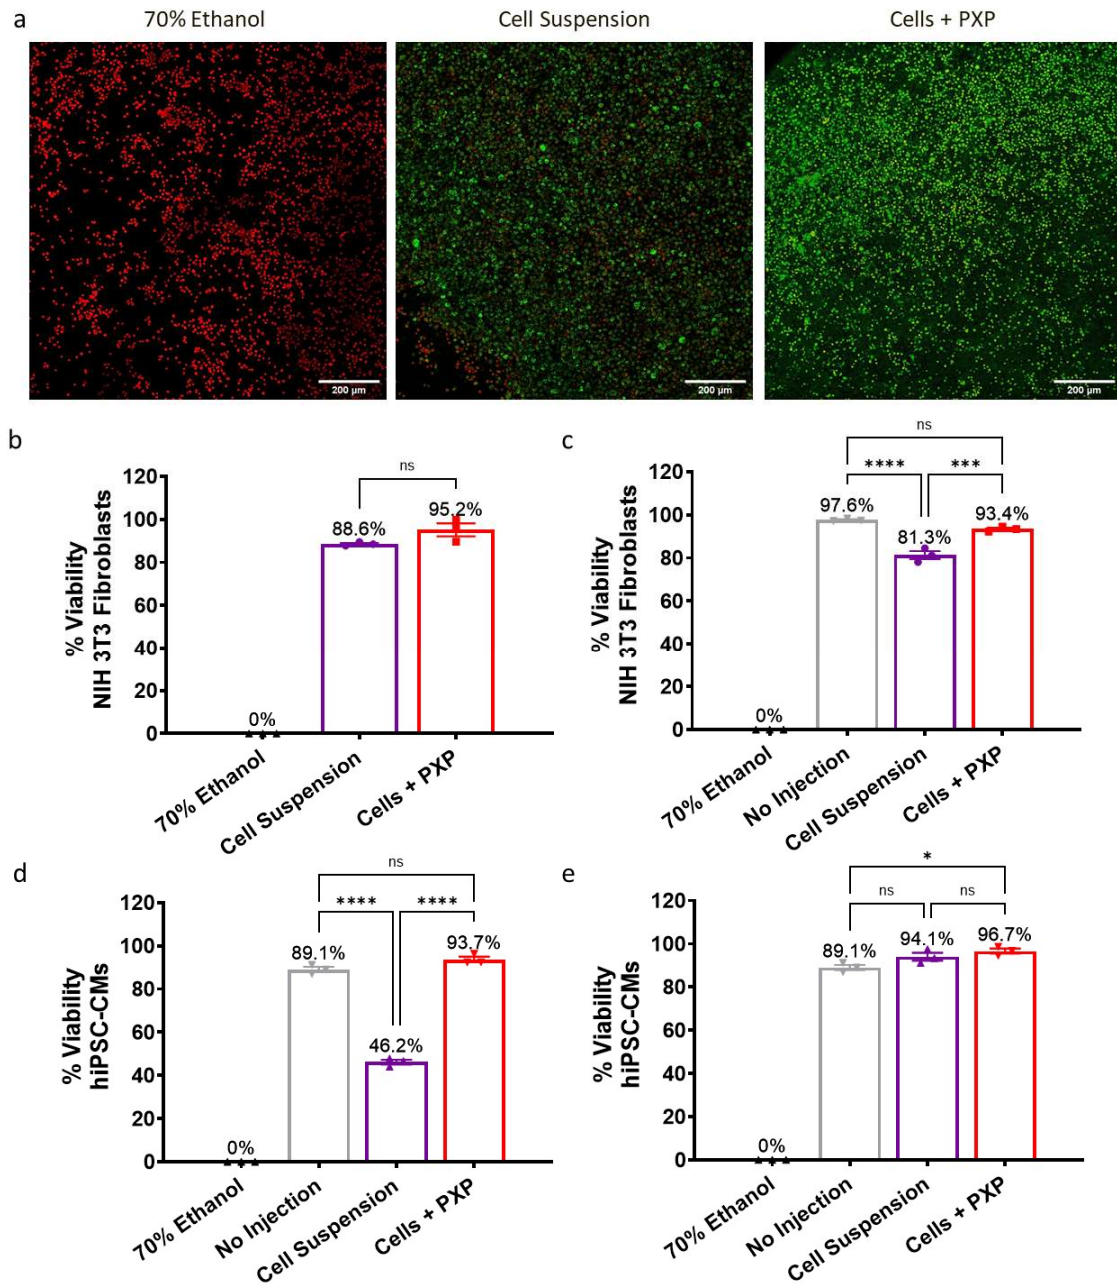 a
70% Ethanol
Cell Suspension
Cells + PXP
200 µm
200 µm
200 µm
b
% Viability
NIH 3T3 Fibroblasts
120
100
80
60
40
20
0
ns
0%
88.6%
95.2%
70% Ethanol
Cell Suspension
Cells + PXP
c
% Viability
NIH 3T3 Fibroblasts
120
100
80
60
40
20
0
ns
****
***
0%
97.6%
81.3%
93.4%
70% Ethanol
No Injection
Cell Suspension
Cells + PXP
d
% Viability
hiPSC-CMs
120
100
80
60
40
20
0
ns
****
****
0%
89.1%
46.2%
93.7%
70% Ethanol
No Injection
Cell Suspension
Cells + PXP
e
% Viability
hiPSC-CMs
120
100
80
60
40
20
0
*
ns
ns
0%
89.1%
94.1%
96.7%
70% Ethanol
No Injection
Cell Suspension
Cells + PXP